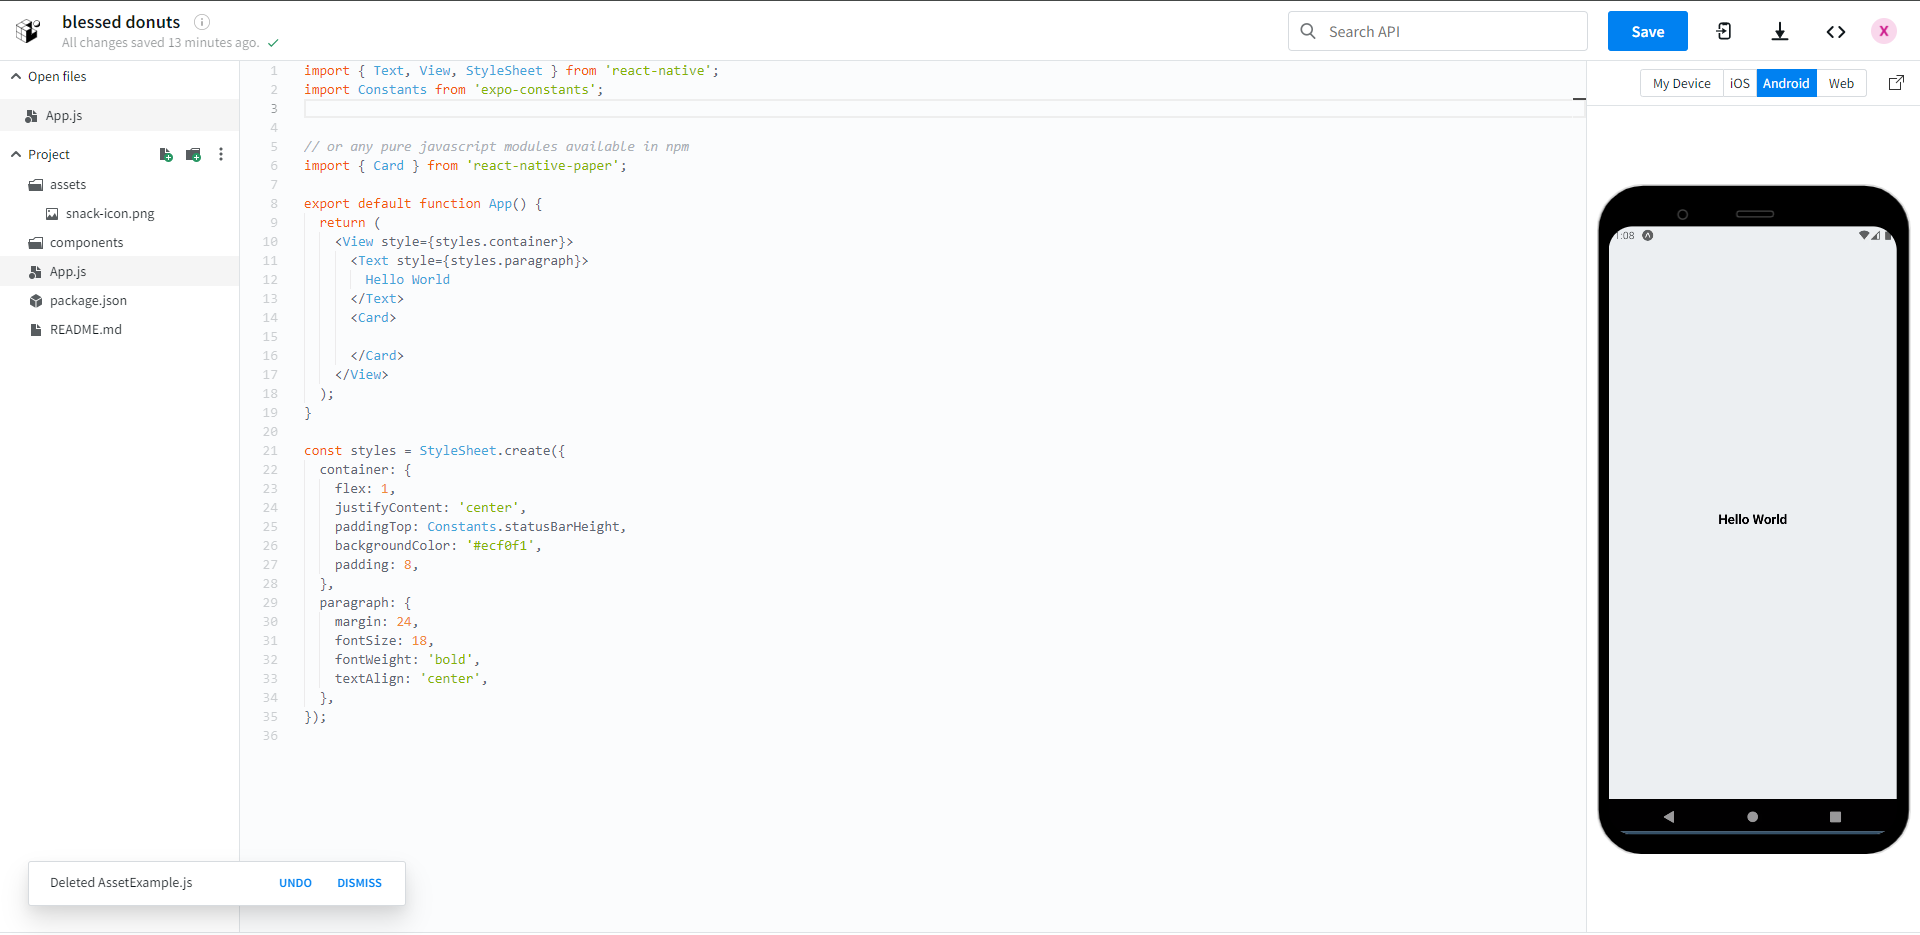 blessed donuts
All changes saved 13 minutes ago.
Search API
Save
X
Open files
App.js
Project
assets
snack-icon.png
components
App.js
package.json
README.md
1 import { Text, View, StyleSheet } from 'react-native';
2 import Constants from 'expo-constants';
3
4
5 // or any pure javascript modules available in npm
6 import { Card } from 'react-native-paper';
7
8 export default function App() {
9   return (
10     <View style={styles.container}>
11       <Text style={styles.paragraph}>
12         Hello World
13       </Text>
14       <Card>
15
16       </Card>
17     </View>
18   );
19 }
20
21 const styles = StyleSheet.create({
22   container: {
23     flex: 1,
24     justifyContent: 'center',
25     paddingTop: Constants.statusBarHeight,
26     backgroundColor: '#ecf0f1',
27     padding: 8,
28   },
29   paragraph: {
30     margin: 24,
31     fontSize: 18,
32     fontWeight: 'bold',
33     textAlign: 'center',
34   },
35 });
36
My Device iOS Android Web
1:08
Hello World
Deleted AssetExample.js UNDO DISMISS